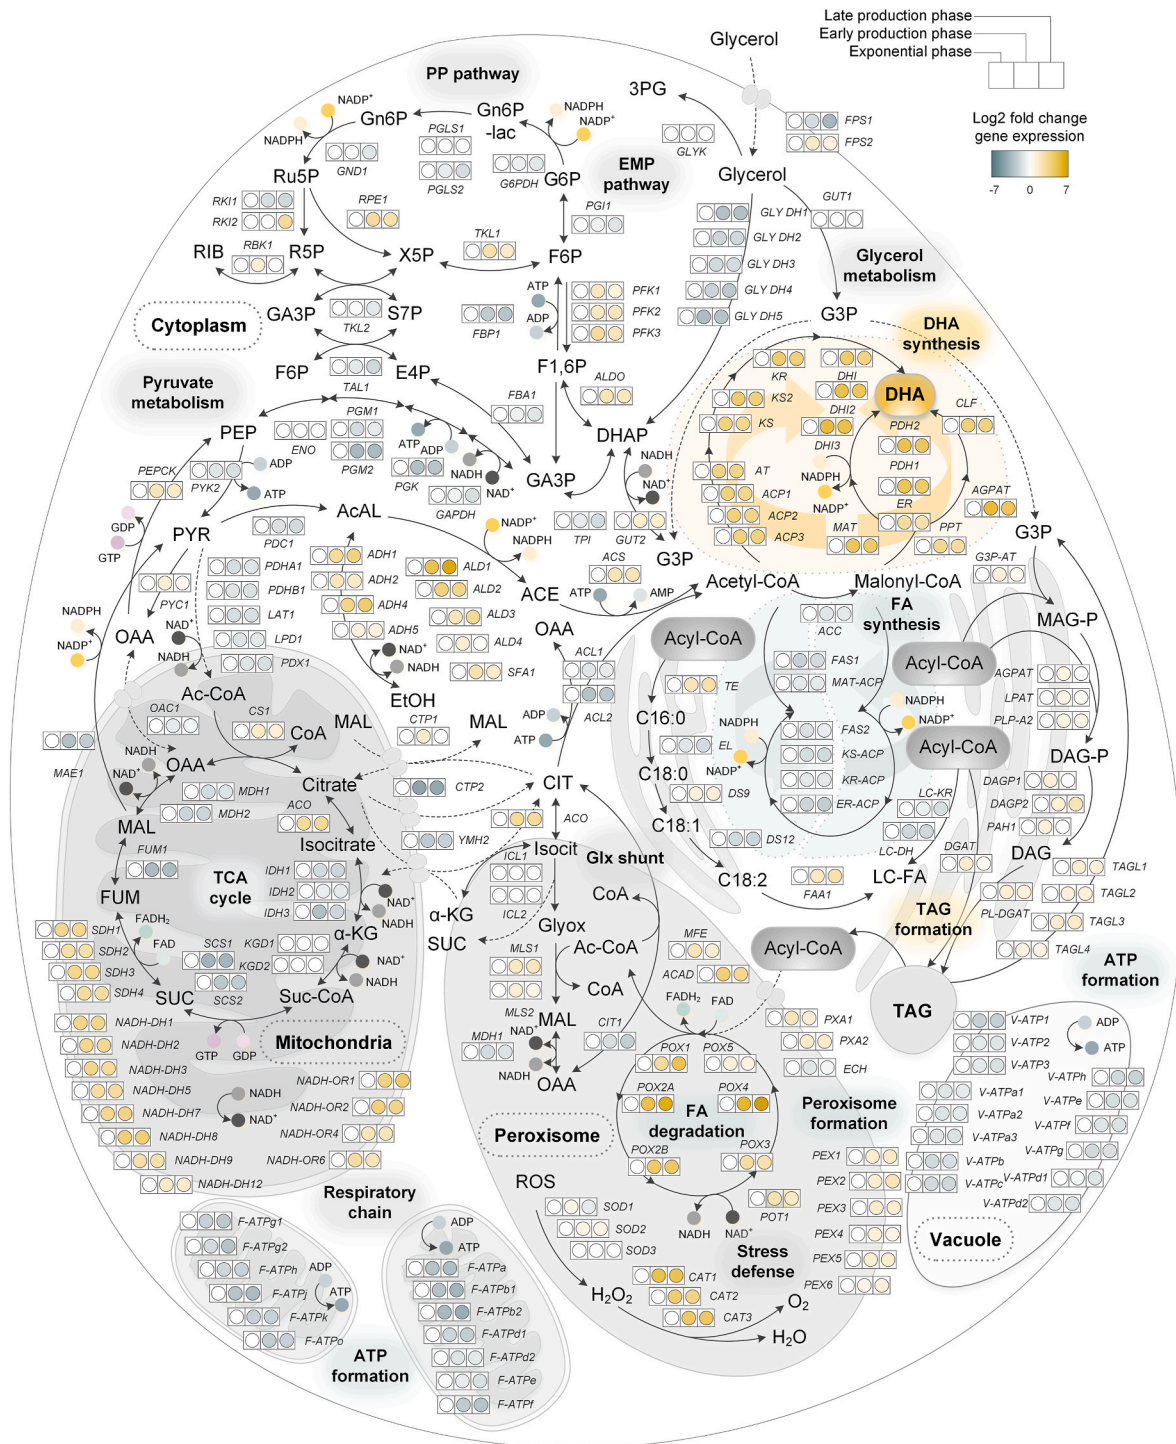 Late production phase
Early production phase
Exponential phase
Log2 fold change
gene expression
-7
0
7
Glycerol
FPS1
FPS2
3PG
GLYK
Glycerol
GUT1
PP pathway
NADP+
NADPH
Gn6P
Gn6P
-lac
NADPH
NADP+
PGLS1
PGLS2
G6PDH
GND1
G6P
EMP
pathway
PGI1
Ru5P
RKI1
RKI2
RPE1
RIB
RBK1
R5P
X5P
TKL1
F6P
GLY DH1
GLY DH2
GLY DH3
GLY DH4
GLY DH5
Glycerol
metabolism
G3P
ATP
ADP
FBP1
PFK1
PFK2
PFK3
F1,6P
GA3P
S7P
TKL2
Cytoplasm
F6P
E4P
TAL1
FBA1
ALDO
DHAP
DHA
synthesis
KR
DHI
KS2
DHI2
KS
DHI3
DHA
CLF
PDH2
PDH1
ER
NADPH
NADP+
AT
ACP1
ACP2
ACP3
MAT
PPT
AGPAT
Pyruvate
metabolism
PEP
ENO
PGM1
PGM2
ATP
ADP
PGK
NADH
NAD+
GAPDH
GA3P
NADH
NAD+
TPI
GUT2
G3P
G3P
PEPCK
PYK2
ADP
ATP
GDP
GTP
PYR
AcAL
NADP+
NADPH
PDC1
PDHA1
PDHB1
LAT1
LPD1
PDX1
ADH1
ADH2
ADH4
ADH5
ALD1
ALD2
ALD3
ALD4
SFA1
ACE
ACS
ATP
AMP
Acetyl-CoA
Malonyl-CoA
G3P-AT
MAG-P
PYC1
OAA
NAD+
NADH
NADPH
NADP+
NAD+
NADH
EtOH
OAA
ACL1
ACL2
ADP
ATP
FA
synthesis
ACC
FAS1
MAT-ACP
FAS2
KS-ACP
KR-ACP
ER-ACP
NADPH
NADP+
NADPH
NADP+
Acyl-CoA
Acyl-CoA
Acyl-CoA
TE
C16:0
EL
C18:0
DS9
C18:1
DS12
C18:2
FAA1
LC-KR
LC-DH
LC-FA
AGPAT
LPAT
PLP-A2
DAG-P
DAGP1
DAGP2
PAH1
DAG
DGAT
PL-DGAT
TAGL1
TAGL2
TAGL3
TAGL4
TAG
formation
TAG
Ac-CoA
OAC1
CS1
CoA
MAL
CTP1
MAL
MAE1
NADH
NAD+
OAA
MDH1
MDH2
MAL
Citrate
CTP2
CIT
ACO
ACO
YMH2
Isocitrate
Isocit
Glx shunt
FUM1
FUM
TCA
cycle
IDH1
IDH2
IDH3
NAD+
NADH
α-KG
α-KG
SUC
ICL1
ICL2
Glyox
CoA
Ac-CoA
CoA
MLS1
MLS2
MAL
MDH1
NAD+
NADH
OAA
CIT1
SDH1
SDH2
SDH3
SDH4
FADH2
FAD
SCS1
SCS2
KGD1
KGD2
NAD+
NADH
SUC
Suc-CoA
GTP
GDP
Mitochondria
NADH-DH1
NADH-DH2
NADH-DH3
NADH-DH5
NADH-DH7
NADH-DH8
NADH-DH9
NADH-DH12
NADH
NAD+
NADH-OR1
NADH-OR2
NADH-OR4
NADH-OR6
Respiratory
chain
MFE
ACAD
Acyl-CoA
FADH2
FAD
POX1
POX5
POX2A
POX4
POX2B
POX3
FA
degradation
POT1
NADH
NAD+
PXA1
PXA2
ECH
Peroxisome
Peroxisome
formation
PEX1
PEX2
PEX3
PEX4
PEX5
PEX6
ROS
SOD1
SOD2
SOD3
Stress
defense
H2O2
CAT1
CAT2
CAT3
O2
H2O
ATP
formation
ADP
ATP
V-ATP1
V-ATP2
V-ATP3
V-ATPa1
V-ATPa2
V-ATPa3
V-ATPb
V-ATPc
V-ATPh
V-ATPe
V-ATPf
V-ATPg
V-ATPd1
V-ATPd2
Vacuole
F-ATPg1
F-ATPg2
F-ATPh
F-ATPj
F-ATPk
F-ATPo
ADP
ATP
ATP
formation
ADP
ATP
F-ATPa
F-ATPb1
F-ATPb2
F-ATPd1
F-ATPd2
F-ATPe
F-ATPf